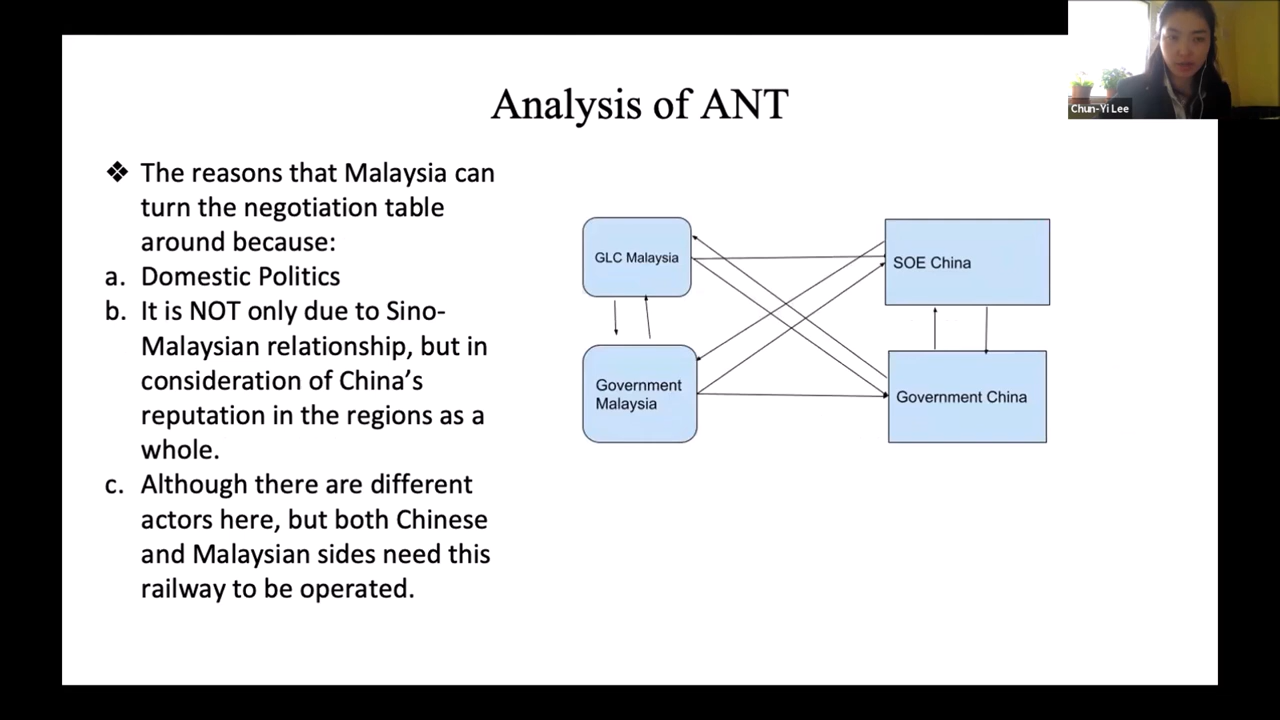 Analysis of ANT
Chun-Yi Lee
❖ The reasons that Malaysia can
turn the negotiation table
around because:
a. Domestic Politics
b. It is NOT only due to Sino-
Malaysian relationship, but in
consideration of China’s
reputation in the regions as a
whole.
c. Although there are different
actors here, but both Chinese
and Malaysian sides need this
railway to be operated.
GLC Malaysia
SOE China
Government
Malaysia
Government China